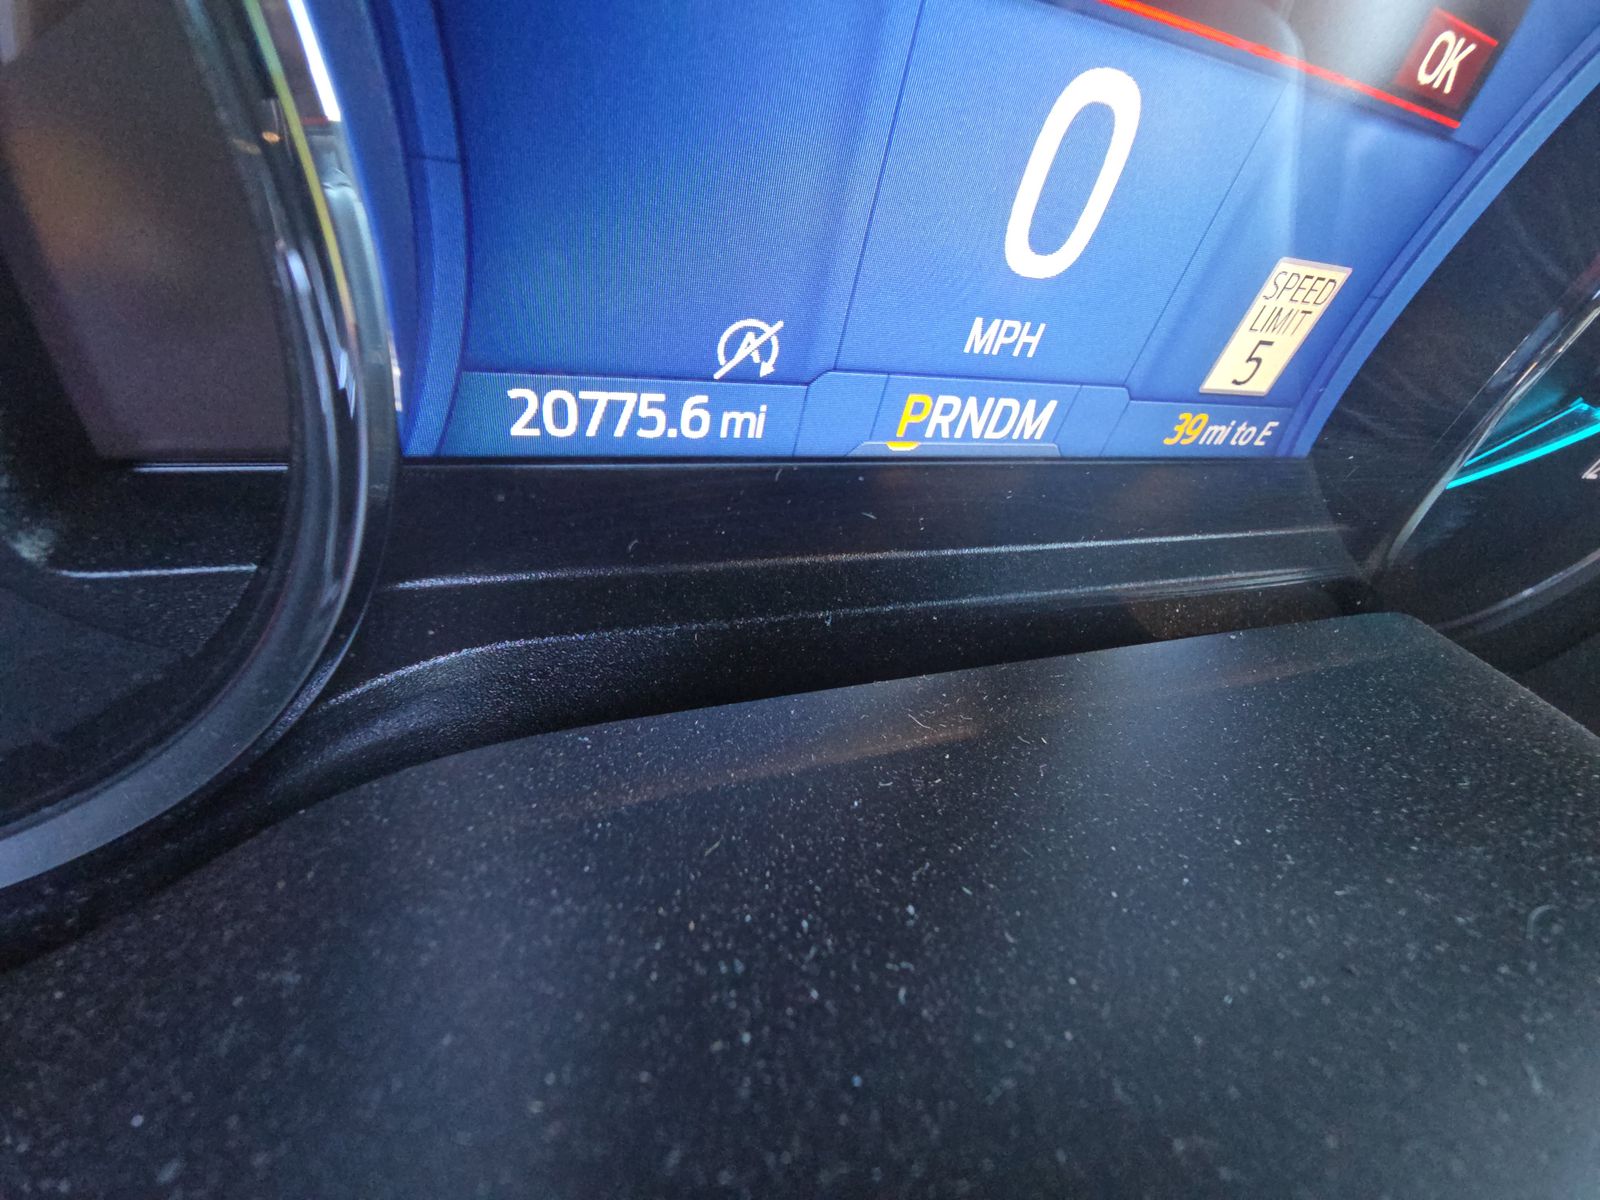 OK
0
MPH
SPEED
LIMIT
5
20775.6 mi
PRNDM
39 mi to E